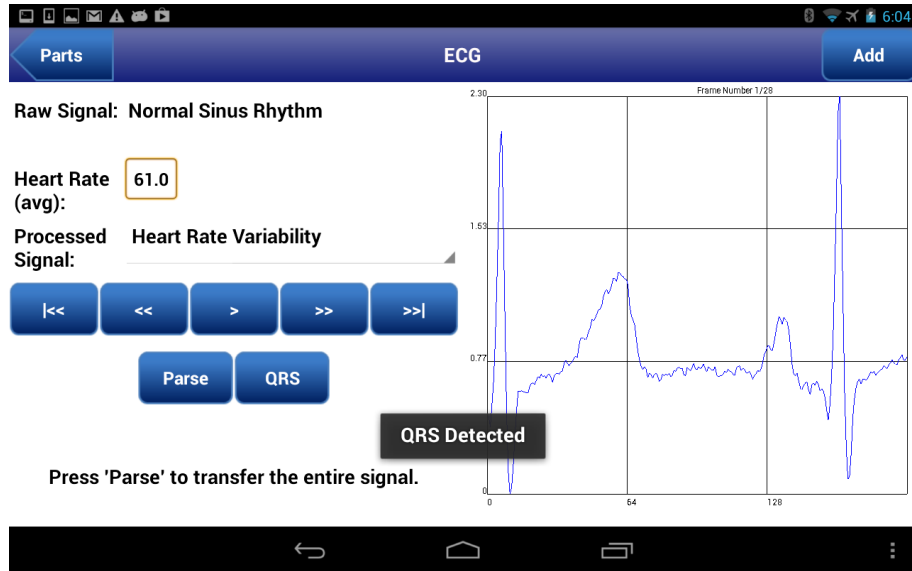 6:04
Parts
ECG
Add
Raw Signal: Normal Sinus Rhythm
Heart Rate
(avg):
61.0
Processed
Signal:
Heart Rate Variability
|<<
<<
>
>>
>>|
Parse
QRS
QRS Detected
Press 'Parse' to transfer the entire signal.
Frame Number 1/28
2.30
1.53
0.77
0
0
64
128